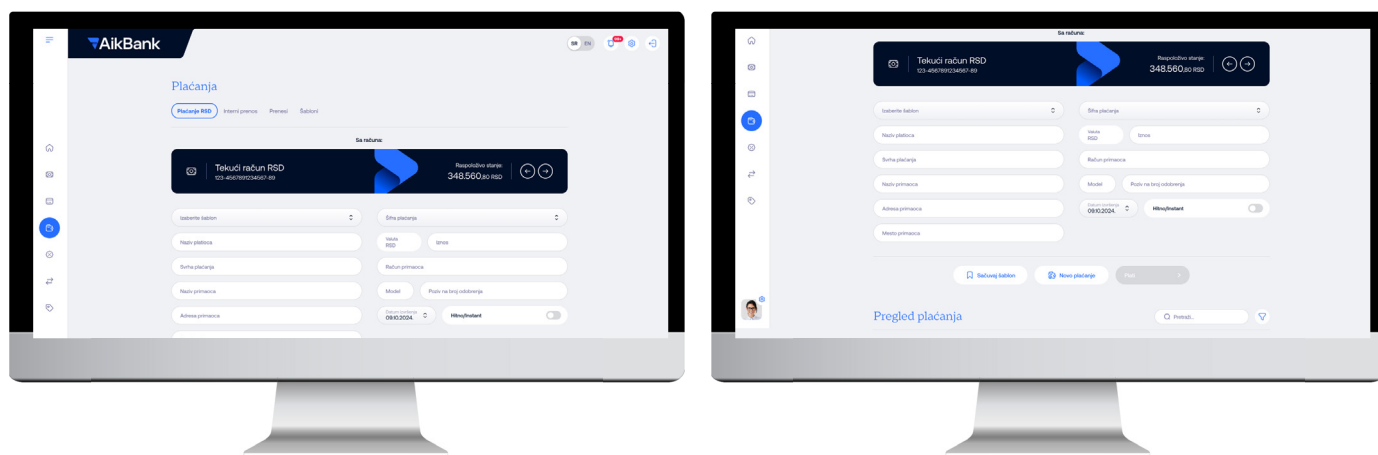 AikBank
SR EN
99+
Plaćanja
Plaćanje RSD Interni prenos Prenesi Šabloni
Sa računa:
Tekući račun RSD
123-4567891234567-89
Raspoloživo stanje:
348.560,80 RSD
Izaberite šablon
Šifra plaćanja
Naziv platioca
Valuta
RSD
Iznos
Svrha plaćanja
Račun primaoca
Naziv primaoca
Model
Poziv na broj odobrenja
Adresa primaoca
Datum izvršenja
09.10.2024.
Hitno/Instant
Sa računa:
Tekući račun RSD
123-4567891234567-89
Raspoloživo stanje:
348.560,80 RSD
Izaberite šablon
Šifra plaćanja
Naziv platioca
Valuta
RSD
Iznos
Svrha plaćanja
Račun primaoca
Naziv primaoca
Model
Poziv na broj odobrenja
Adresa primaoca
Datum izvršenja
09.10.2024.
Hitno/Instant
Mesto primaoca
Sačuvaj šablon
Novo plaćanje
Plati
Pregled plaćanja
Pretraži...